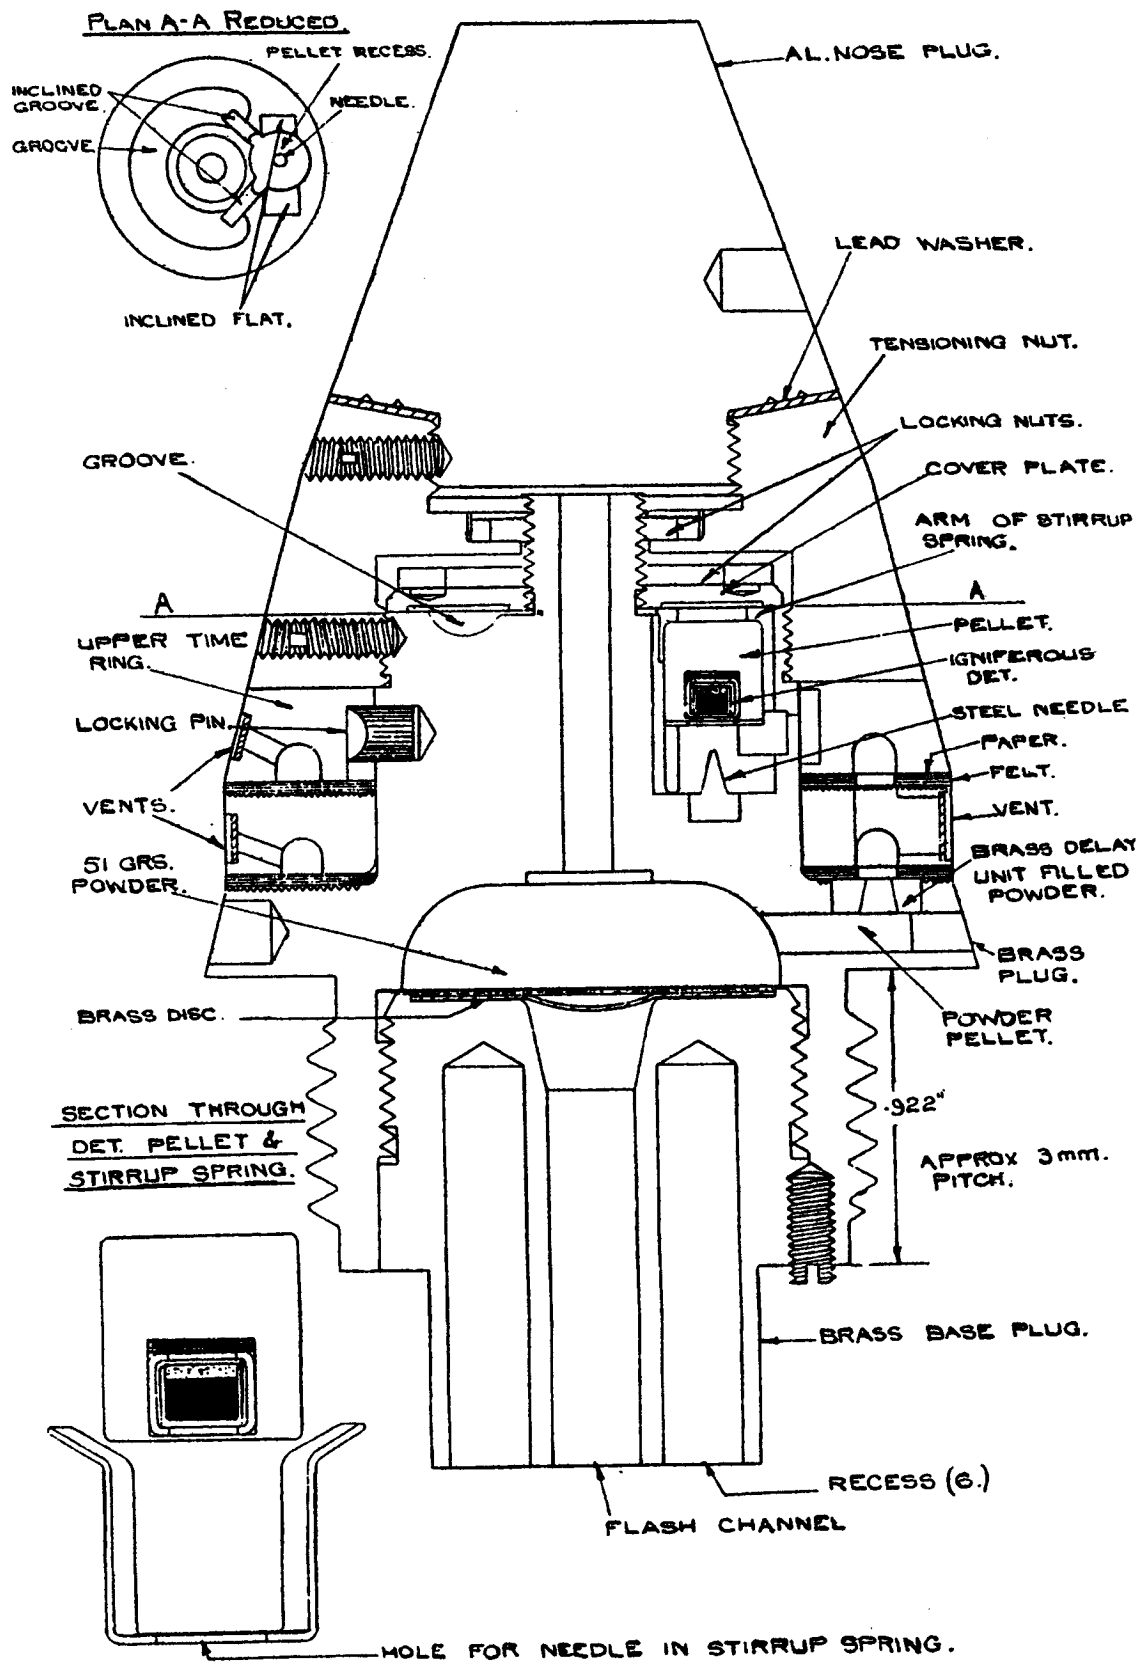 PLAN A-A REDUCED.
PELLET RECESS.
INCLINED
GROOVE.
NEEDLE.
GROOVE
INCLINED FLAT.
AL. NOSE PLUG.
LEAD WASHER.
TENSIONING NUT.
LOCKING NUTS.
GROOVE.
COVER PLATE.
ARM OF STIRRUP
SPRING.
A
A
UPPER TIME
RING.
PELLET.
IGNIFEROUS
DET.
LOCKING PIN.
STEEL NEEDLE
PAPER.
FELT.
VENTS.
VENT.
51 GRS.
POWDER.
BRASS DELAY
UNIT FILLED
POWDER.
BRASS
PLUG.
BRASS DISC.
POWDER
PELLET.
SECTION THROUGH
DET. PELLET &
STIRRUP SPRING.
.922"
APPROX 3mm.
PITCH.
BRASS BASE PLUG.
RECESS (6.)
FLASH CHANNEL
HOLE FOR NEEDLE IN STIRRUP SPRING.